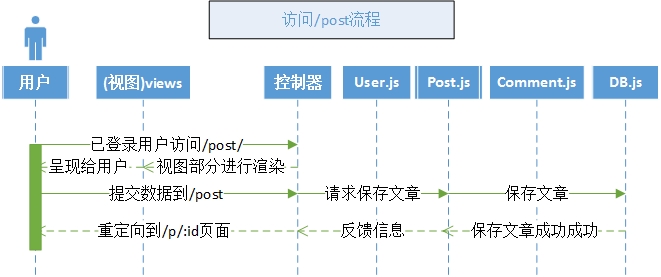 访问/post流程
用户 (视图)views 控制器 User.js Post.js Comment.js DB.js
已登录用户访问/post/
呈现给用户 视图部分进行渲染
提交数据到/post 请求保存文章 保存文章
重定向到/p/:id页面 反馈信息 保存文章成功成功